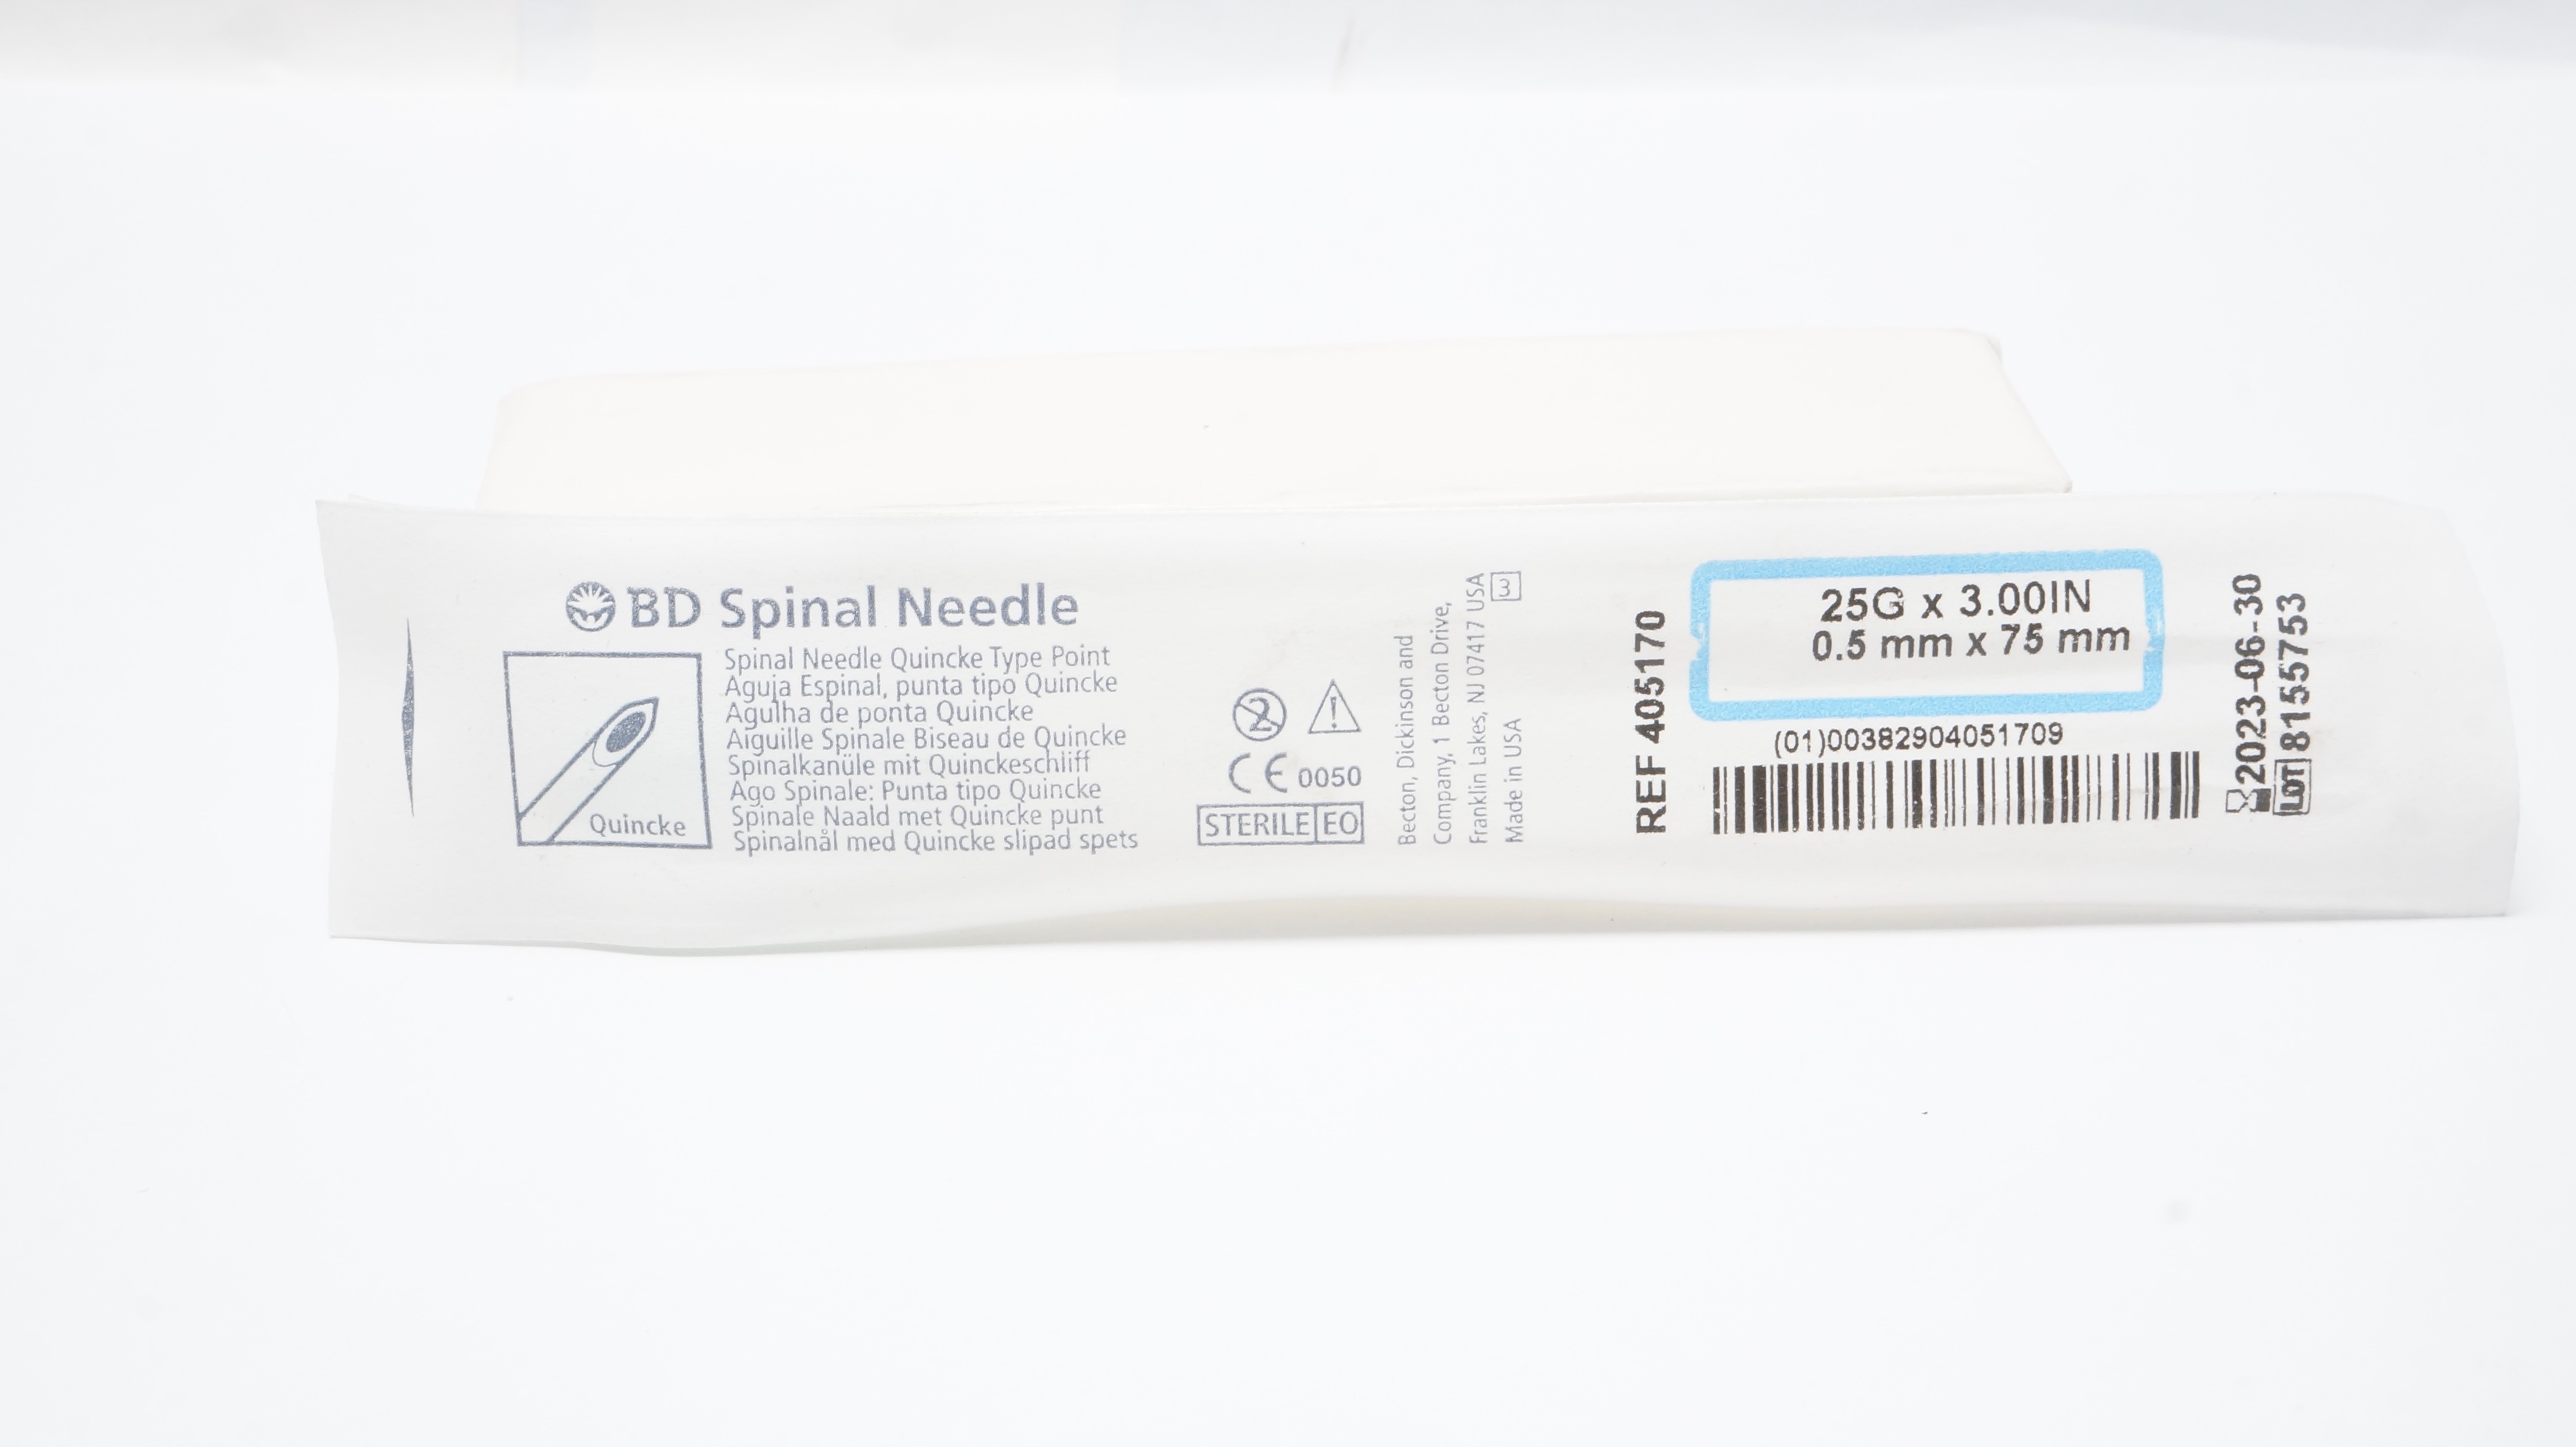 BD Spinal Needle
Spinal Needle Quincke Type Point
Aguja Espinal, punta tipo Quincke
Agulha de ponta Quincke
Aiguille Spinale Biseau de Quincke
Spinalkanüle mit Quinckeschliff
Ago Spinale: Punta tipo Quincke
Spinale Naald met Quincke punt
Spinalnål med Quincke slipad spets
Quincke
2
CE 0050
STERILE EO
Becton, Dickinson and
Company, 1 Becton Drive,
Franklin Lakes, NJ 07417 USA
Made in USA
3
REF 405170
25G x 3.00IN
0.5 mm x 75 mm
(01)00382904051709
2023-06-30
LOT 8155753